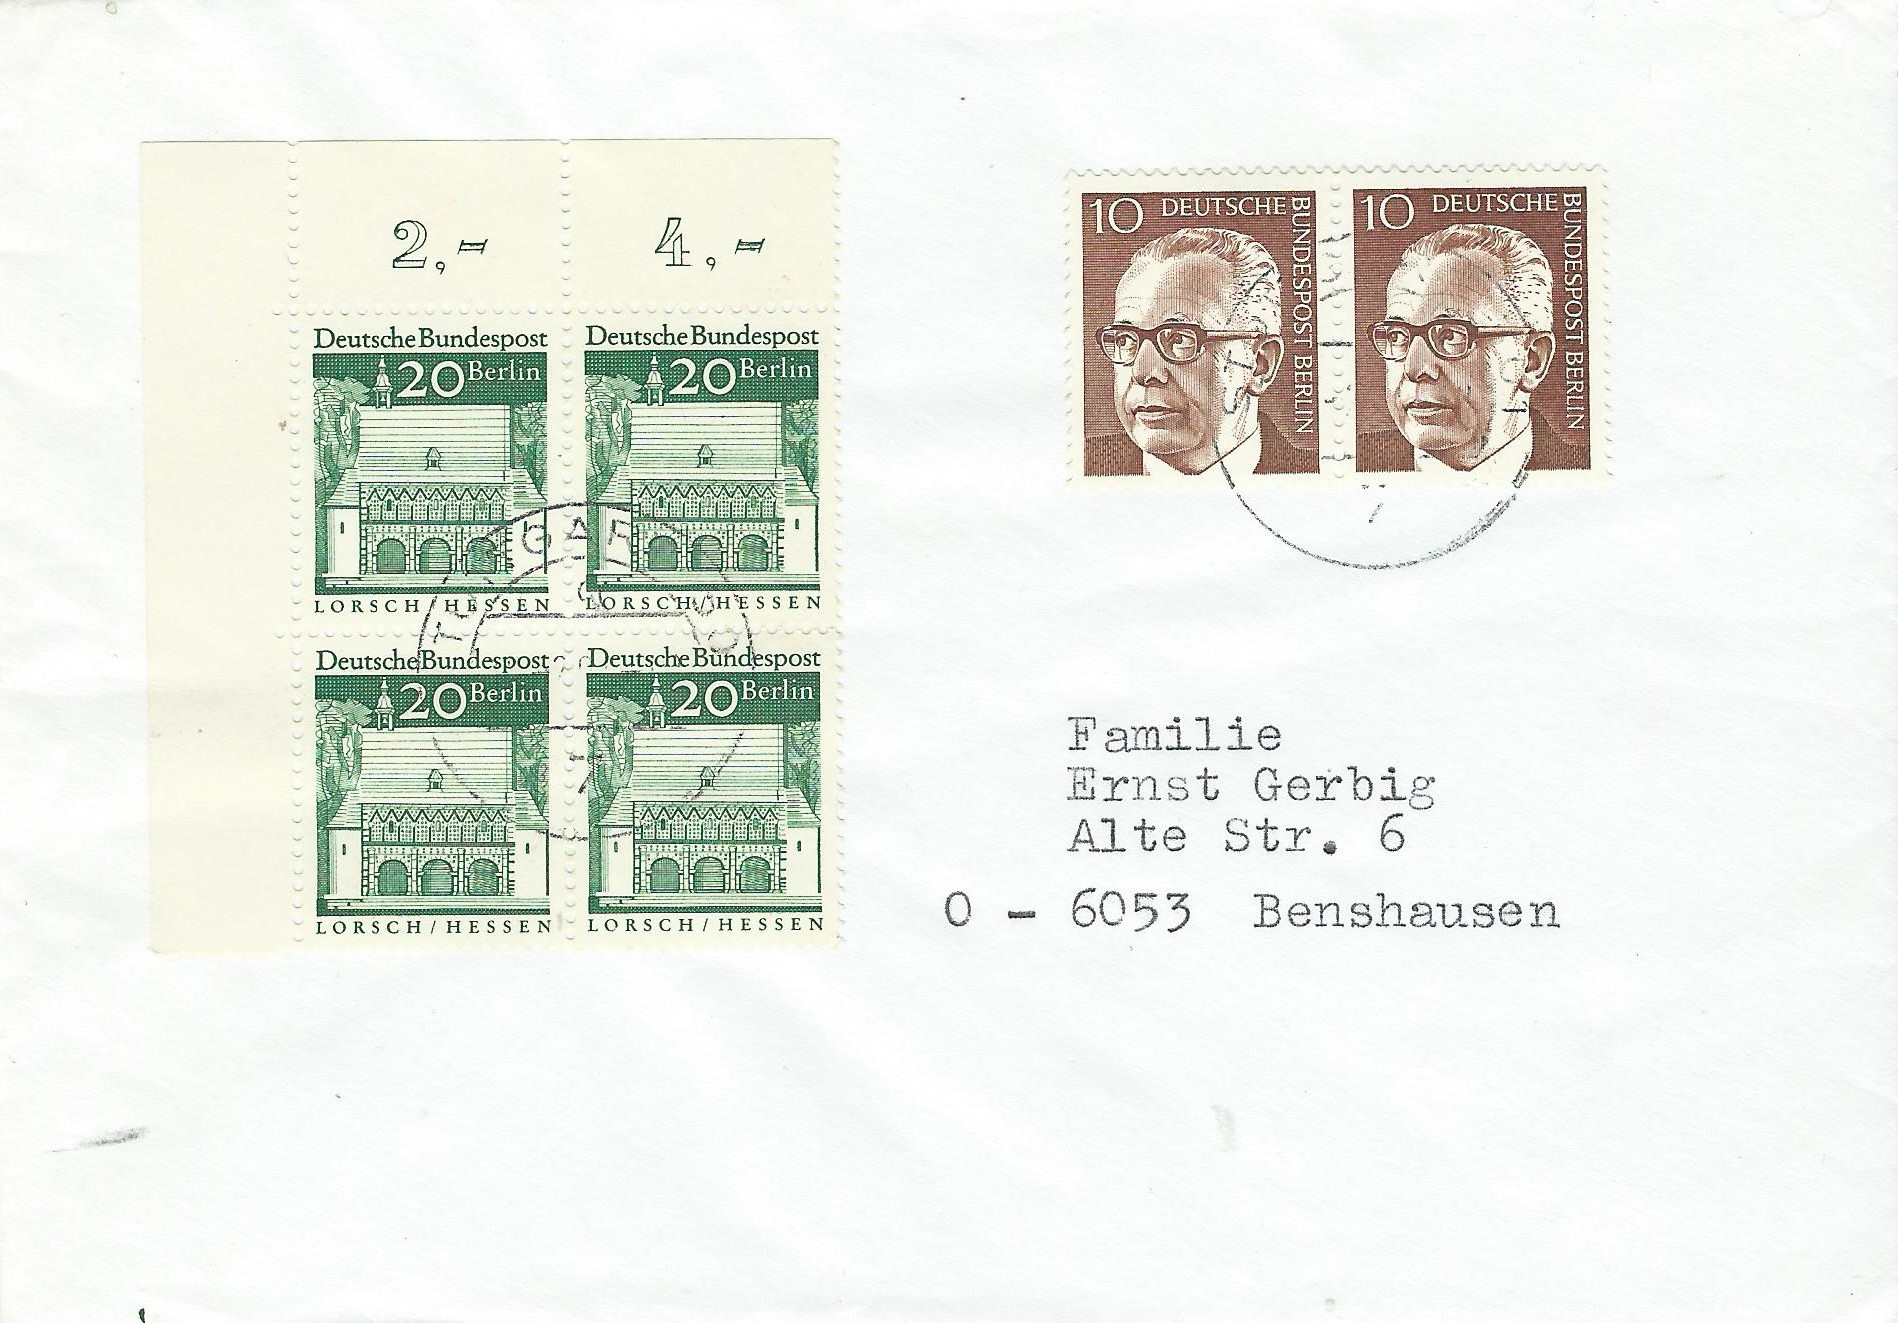 2,- 4,-
Deutsche Bundespost
20 Berlin
LORSCH / HESSEN
Deutsche Bundespost
20 Berlin
LORSCH / HESSEN
Deutsche Bundespost
20 Berlin
LORSCH / HESSEN
Deutsche Bundespost
20 Berlin
LORSCH / HESSEN
10 DEUTSCHE
BUNDESPOST BERLIN
10 DEUTSCHE
BUNDESPOST BERLIN
Familie
Ernst Gerbig
Alte Str. 6
O - 6053 Benshausen